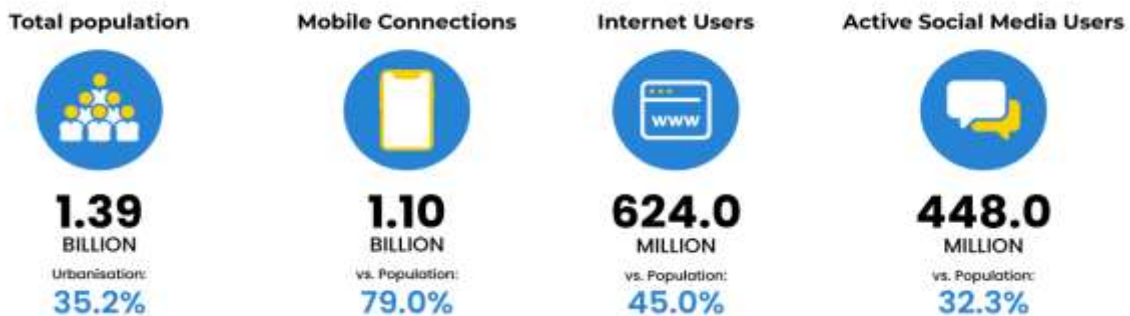 Total population
Mobile Connections
Internet Users
Active Social Media Users
www
1.39
BILLION
Urbanisation:
35.2%
1.10
BILLION
vs. Population:
79.0%
624.0
MILLION
vs. Population:
45.0%
448.0
MILLION
vs. Population:
32.3%